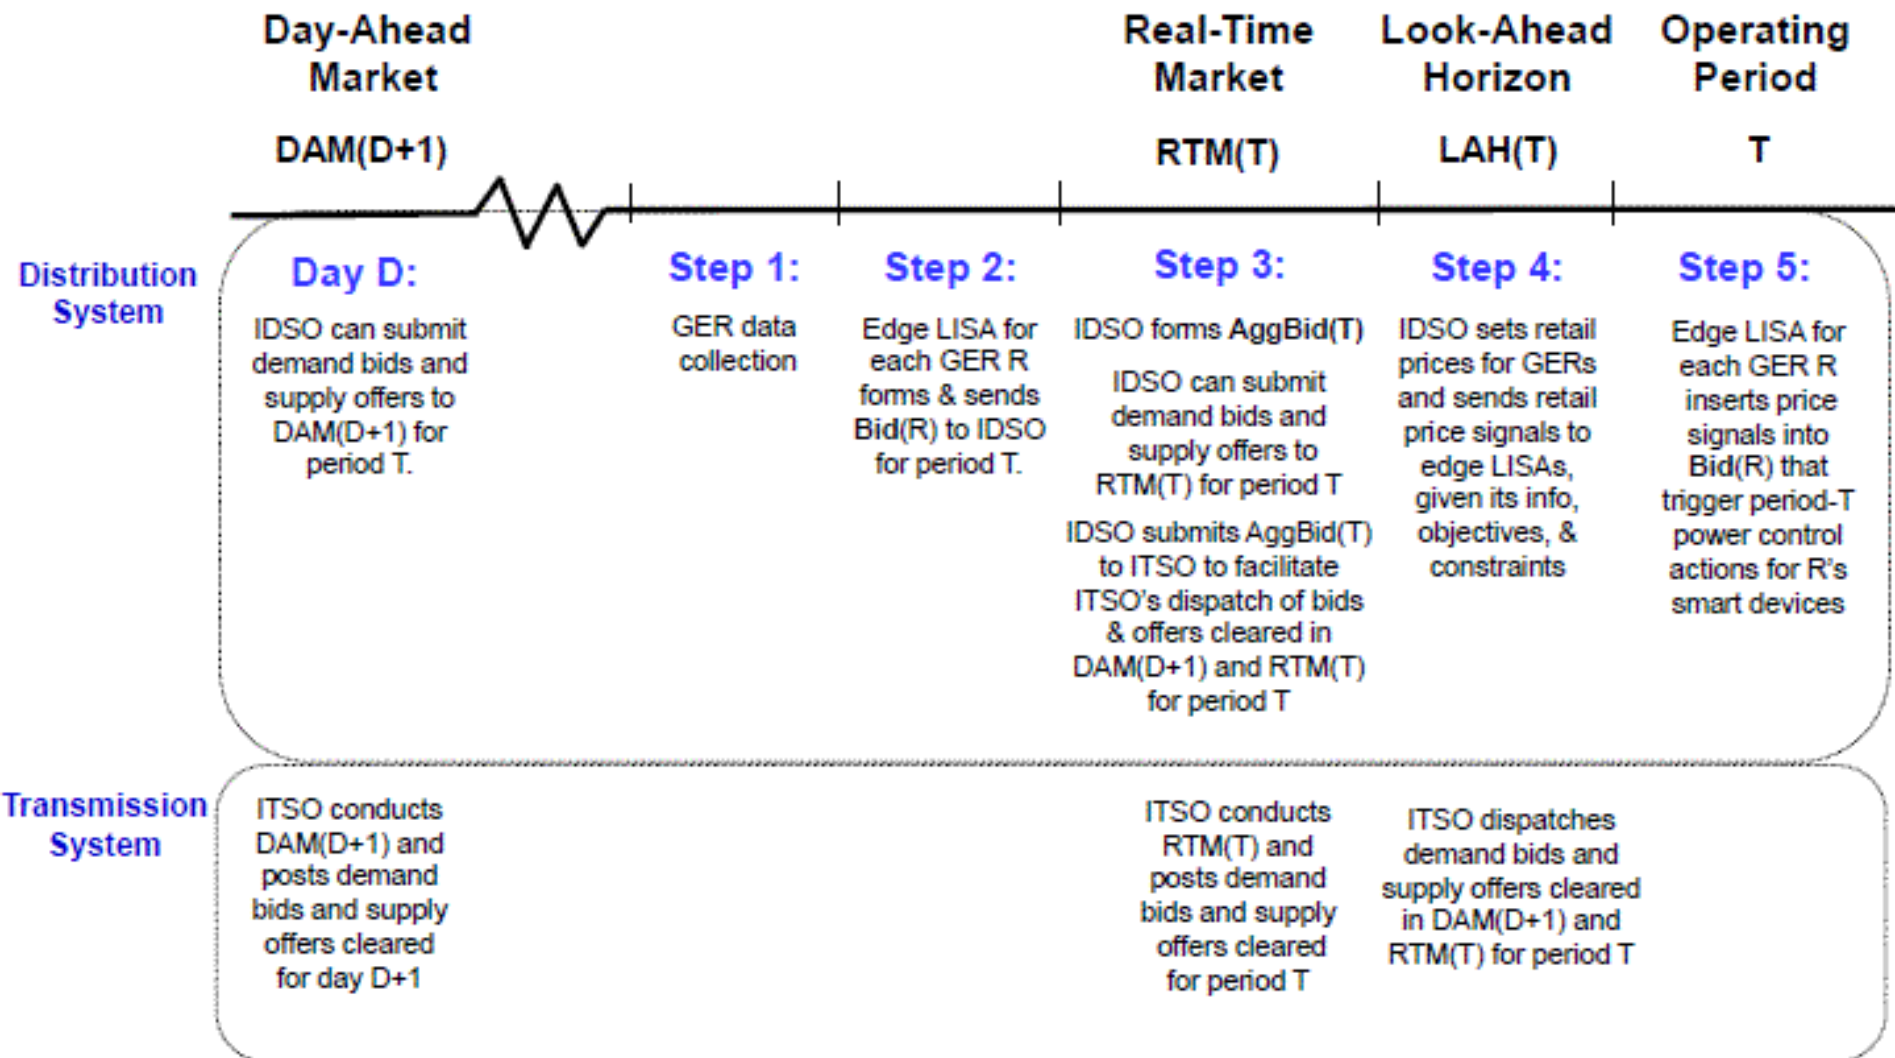 Day-Ahead
Market
DAM(D+1)
Real-Time
Market
RTM(T)
Look-Ahead
Horizon
LAH(T)
Operating
Period
T
Distribution
System
Day D:
IDSO can submit
demand bids and
supply offers to
DAM(D+1) for
period T.
Step 1:
GER data
collection
Step 2:
Edge LISA for
each GER R
forms & sends
Bid(R) to IDSO
for period T.
Step 3:
IDSO forms AggBid(T)
IDSO can submit
demand bids and
supply offers to
RTM(T) for period T
IDSO submits AggBid(T)
to ITSO to facilitate
ITSO's dispatch of bids
& offers cleared in
DAM(D+1) and RTM(T)
for period T
Step 4:
IDSO sets retail
prices for GERs
and sends retail
price signals to
edge LISAs,
given its info,
objectives, &
constraints
Step 5:
Edge LISA for
each GER R
inserts price
signals into
Bid(R) that
trigger period-T
power control
actions for R's
smart devices
Transmission
System
ITSO conducts
DAM(D+1) and
posts demand
bids and supply
offers cleared
for day D+1
ITSO conducts
RTM(T) and
posts demand
bids and supply
offers cleared
for period T
ITSO dispatches
demand bids and
supply offers cleared
in DAM(D+1) and
RTM(T) for period T